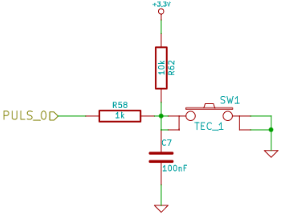 +3.3V
10k
R62
R58
SW1
PULS_0
1k
TEC_1
C7
100nF